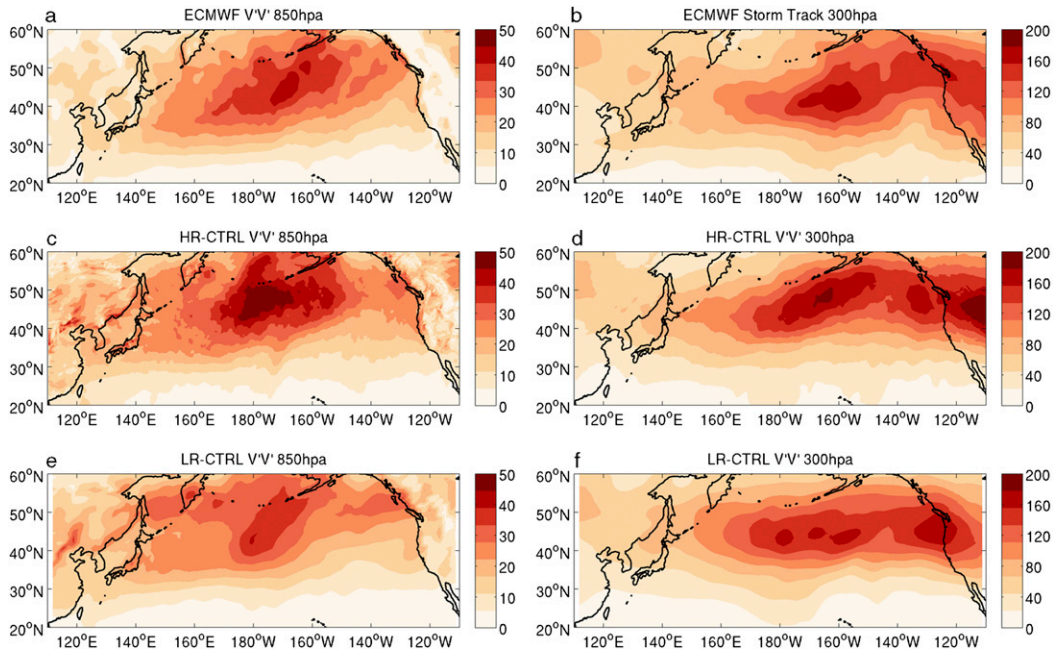 a ECMWF V'V' 850hpa
60°N
50°N
40°N
30°N
20°N
120°E 140°E 160°E 180°W 160°W 140°W 120°W
50
40
30
20
10
0
b ECMWF Storm Track 300hpa
60°N
50°N
40°N
30°N
20°N
120°E 140°E 160°E 180°W 160°W 140°W 120°W
200
160
120
80
40
0
c HR-CTRL V'V' 850hpa
60°N
50°N
40°N
30°N
20°N
120°E 140°E 160°E 180°W 160°W 140°W 120°W
50
40
30
20
10
0
d HR-CTRL V'V' 300hpa
60°N
50°N
40°N
30°N
20°N
120°E 140°E 160°E 180°W 160°W 140°W 120°W
200
160
120
80
40
0
e LR-CTRL V'V' 850hpa
60°N
50°N
40°N
30°N
20°N
120°E 140°E 160°E 180°W 160°W 140°W 120°W
50
40
30
20
10
0
f LR-CTRL V'V' 300hpa
60°N
50°N
40°N
30°N
20°N
120°E 140°E 160°E 180°W 160°W 140°W 120°W
200
160
120
80
40
0